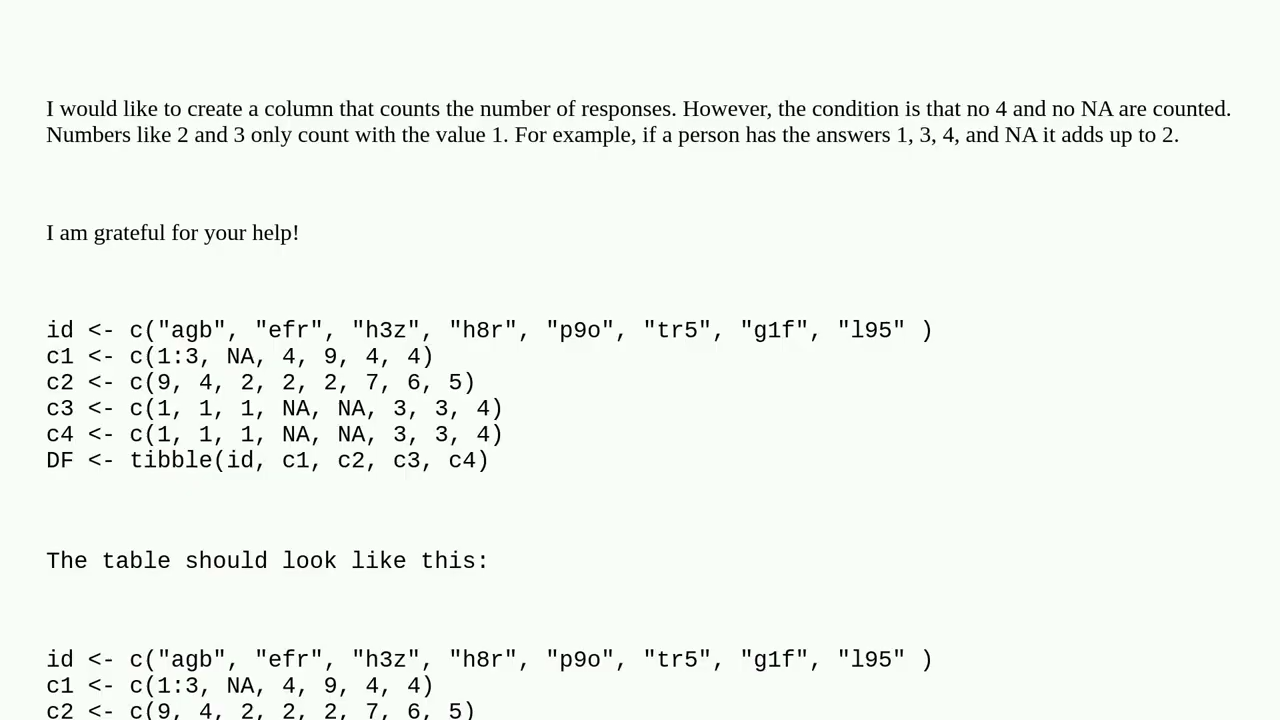 I would like to create a column that counts the number of responses. However, the condition is that no 4 and no NA are counted.
Numbers like 2 and 3 only count with the value 1. For example, if a person has the answers 1, 3, 4, and NA it adds up to 2.
I am grateful for your help!
id <- c("agb", "efr", "h3z", "h8r", "p9o", "tr5", "g1f", "l95" )
c1 <- c(1:3, NA, 4, 9, 4, 4)
c2 <- c(9, 4, 2, 2, 2, 7, 6, 5)
c3 <- c(1, 1, 1, NA, NA, 3, 3, 4)
c4 <- c(1, 1, 1, NA, NA, 3, 3, 4)
DF <- tibble(id, c1, c2, c3, c4)
The table should look like this:
id <- c("agb", "efr", "h3z", "h8r", "p9o", "tr5", "g1f", "l95" )
c1 <- c(1:3, NA, 4, 9, 4, 4)
c2 <- c(9, 4, 2, 2, 2, 7, 6, 5)